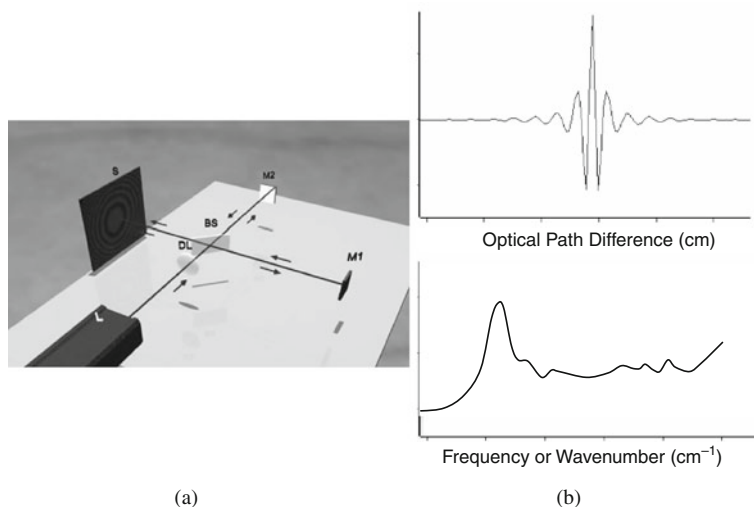 S
M2
BS
DL
M1
L
Optical Path Difference (cm)
Frequency or Wavenumber (cm⁻¹)
(a)
(b)